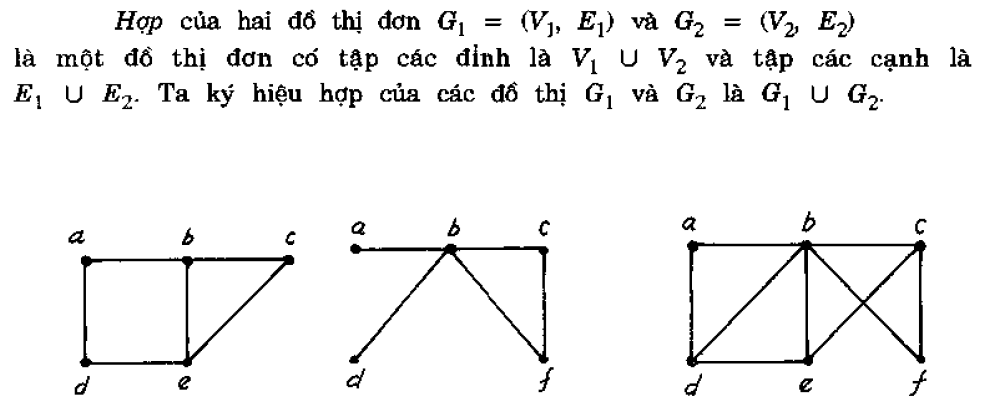 Hợp của hai đồ thị đơn G₁ = (V₁, E₁) và G₂ = (V₂, E₂)
là một đồ thị đơn có tập các đỉnh là V₁ ∪ V₂ và tập các cạnh là
E₁ ∪ E₂. Ta ký hiệu hợp của các đồ thị G₁ và G₂ là G₁ ∪ G₂.
a b c
d e
a b c
d f
a b c
d e f